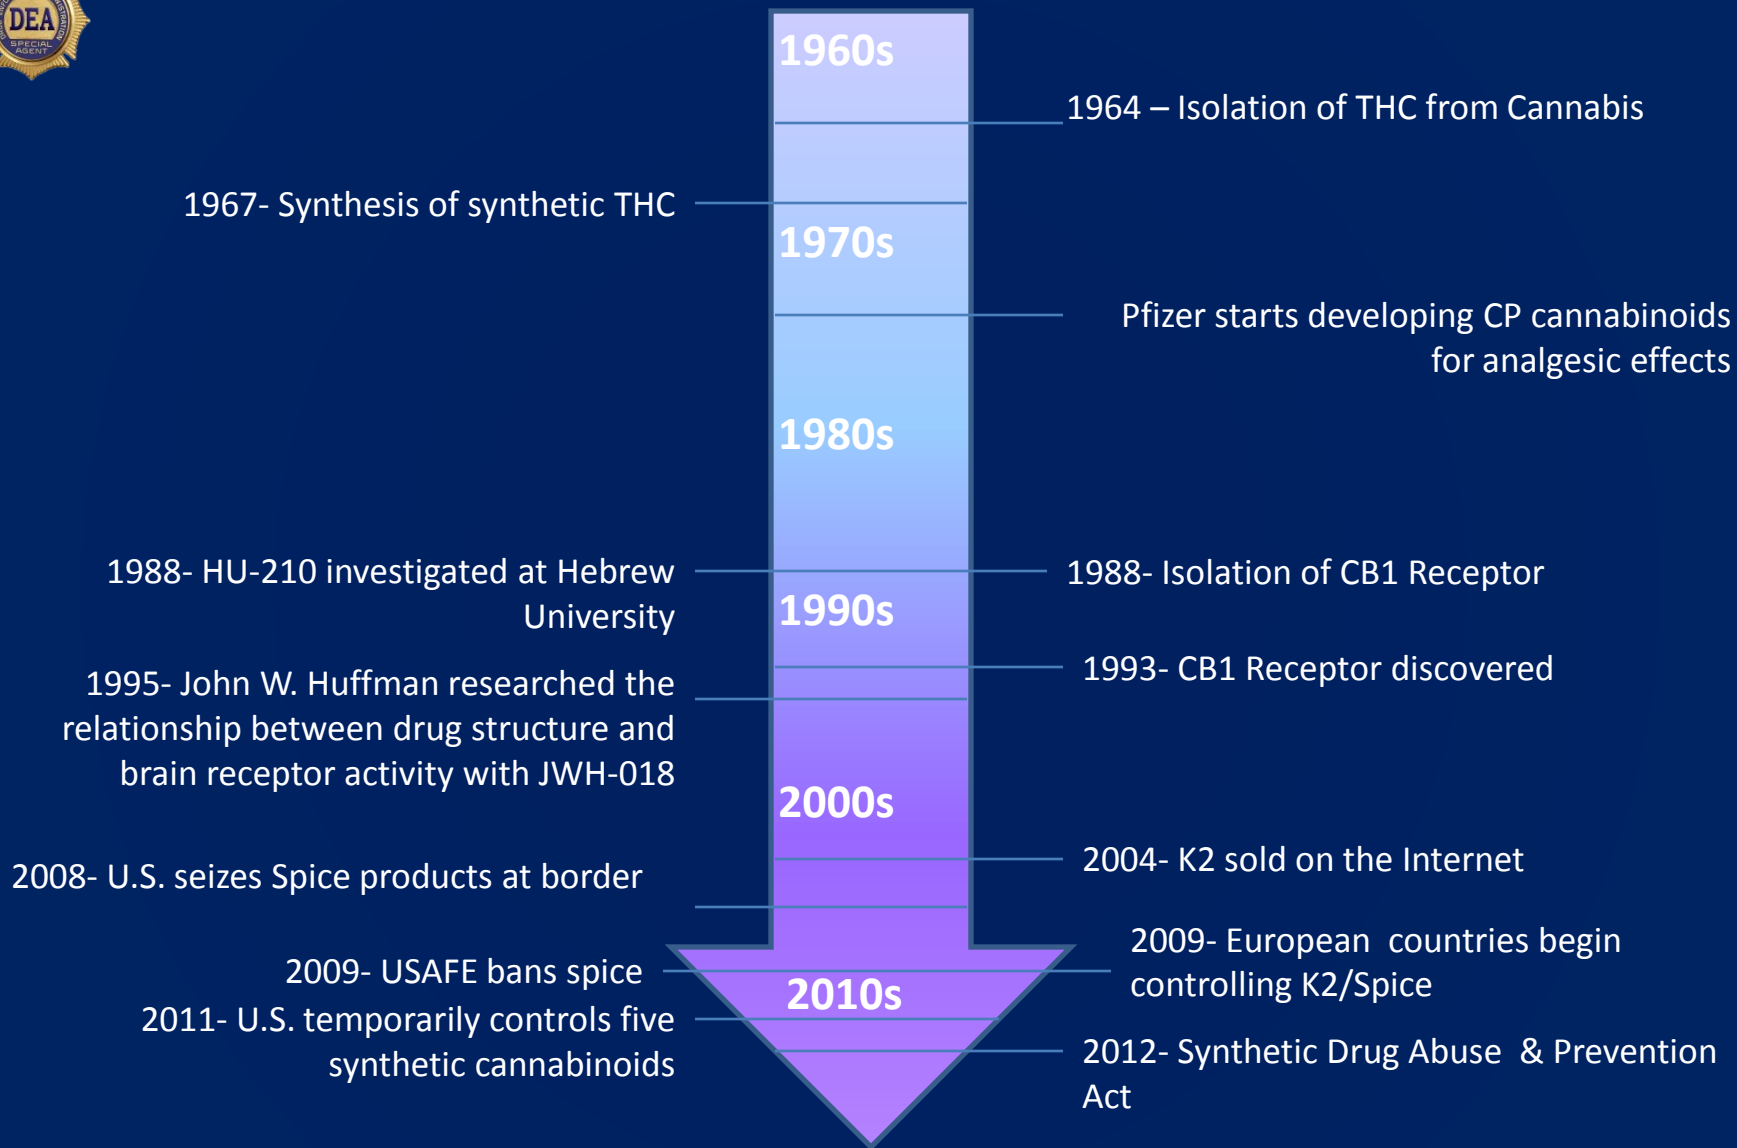 DEA
SPECIAL
AGENT
1960s
1964 – Isolation of THC from Cannabis
1967- Synthesis of synthetic THC
1970s
Pfizer starts developing CP cannabinoids
for analgesic effects
1980s
1988- HU-210 investigated at Hebrew
University
1988- Isolation of CB1 Receptor
1990s
1993- CB1 Receptor discovered
1995- John W. Huffman researched the
relationship between drug structure and
brain receptor activity with JWH-018
2000s
2004- K2 sold on the Internet
2008- U.S. seizes Spice products at border
2009- European  countries begin
controlling K2/Spice
2009- USAFE bans spice
2010s
2011- U.S. temporarily controls five
synthetic cannabinoids
2012- Synthetic Drug Abuse  & Prevention
Act